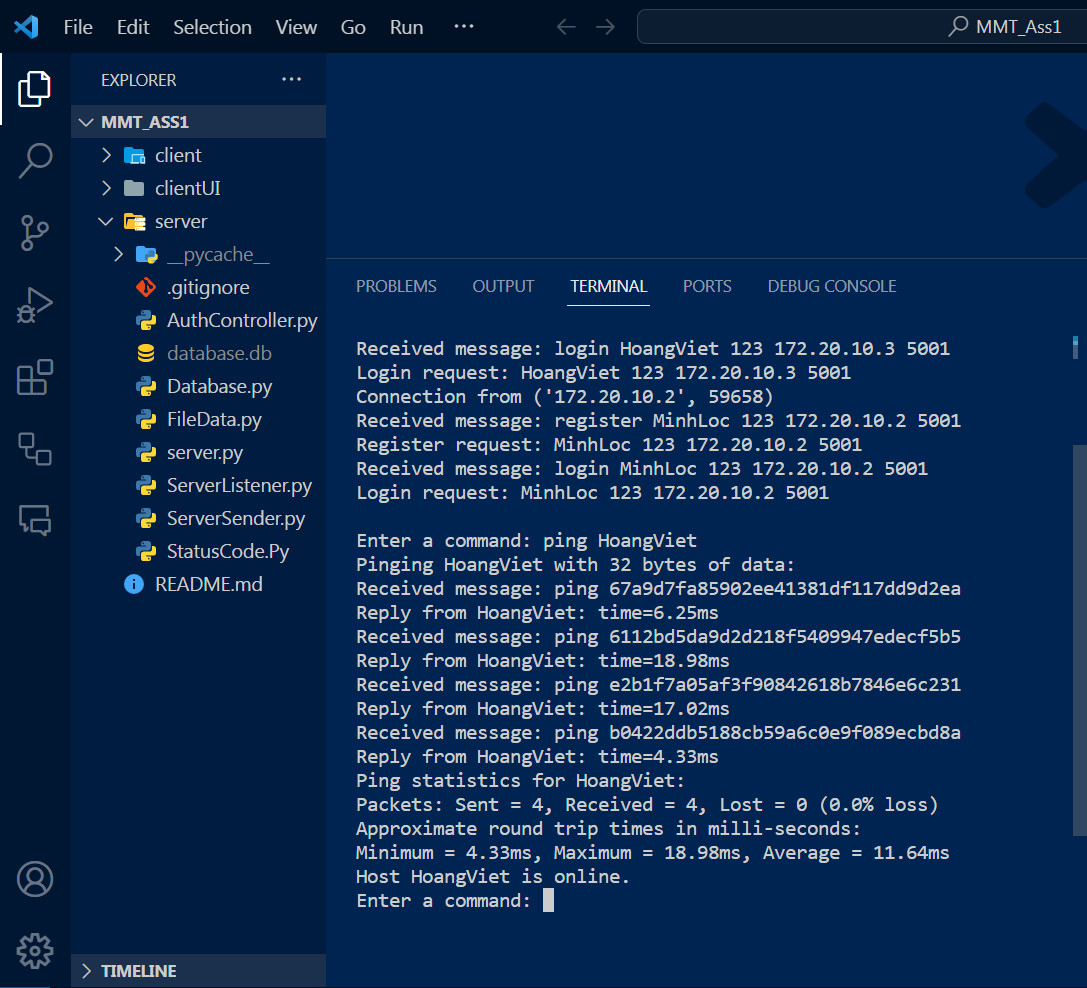 File Edit Selection View Go Run ··· MMT_Ass1
EXPLORER ···
MMT_ASS1
client
clientUI
server
__pycache__
.gitignore
AuthController.py
database.db
Database.py
FileData.py
server.py
ServerListener.py
ServerSender.py
StatusCode.Py
README.md
TIMELINE
PROBLEMS OUTPUT TERMINAL PORTS DEBUG CONSOLE
Received message: login HoangViet 123 172.20.10.3 5001
Login request: HoangViet 123 172.20.10.3 5001
Connection from ('172.20.10.2', 59658)
Received message: register MinhLoc 123 172.20.10.2 5001
Register request: MinhLoc 123 172.20.10.2 5001
Received message: login MinhLoc 123 172.20.10.2 5001
Login request: MinhLoc 123 172.20.10.2 5001
Enter a command: ping HoangViet
Pinging HoangViet with 32 bytes of data:
Received message: ping 67a9d7fa85902ee41381df117dd9d2ea
Reply from HoangViet: time=6.25ms
Received message: ping 6112bd5da9d2d218f5409947edecf5b5
Reply from HoangViet: time=18.98ms
Received message: ping e2b1f7a05af3f90842618b7846e6c231
Reply from HoangViet: time=17.02ms
Received message: ping b0422ddb5188cb59a6c0e9f089ecbd8a
Reply from HoangViet: time=4.33ms
Ping statistics for HoangViet:
Packets: Sent = 4, Received = 4, Lost = 0 (0.0% loss)
Approximate round trip times in milli-seconds:
Minimum = 4.33ms, Maximum = 18.98ms, Average = 11.64ms
Host HoangViet is online.
Enter a command: